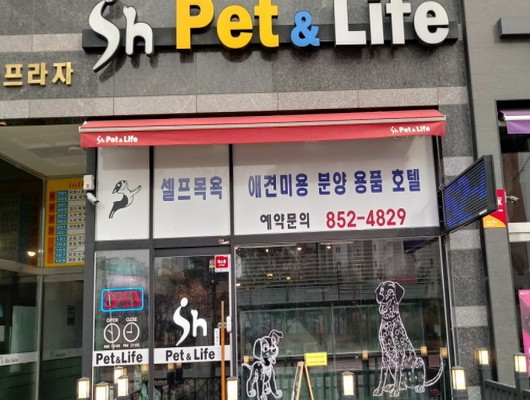 Sh Pet & Life
프라자
Sh Pet & Life
Sh Pet & Life
셀프목욕
애견미용 분양 용품 호텔
예약문의 852-4829
Sh
OPEN CLOSE
Pet&Life
Pet & Life